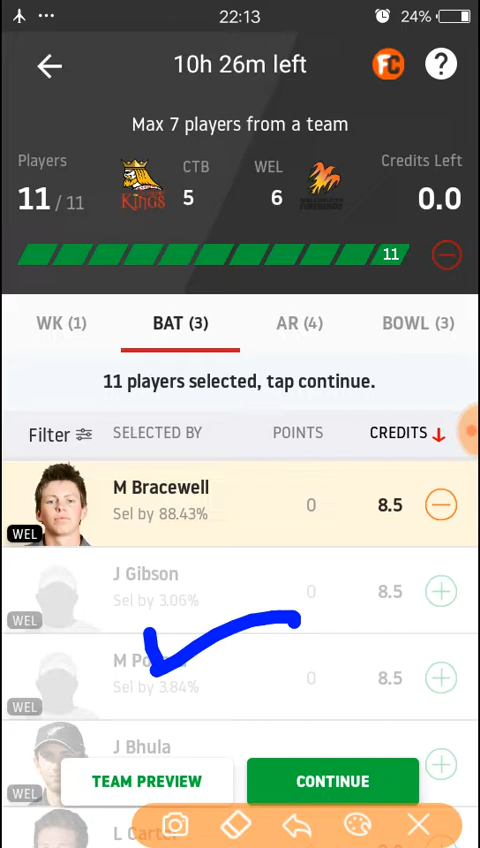 22:13
24%
10h 26m left
FC
?
Max 7 players from a team
Players
CTB
WEL
Credits Left
11 / 11
KINGS
5
6
0.0
11
WK (1)
BAT (3)
AR (4)
BOWL (3)
11 players selected, tap continue.
Filter
SELECTED BY
POINTS
CREDITS
M Bracewell
Sel by 88.43%
0
8.5
WEL
J Gibson
Sel by 3.06%
0
8.5
WEL
M
Sel by 3.84%
0
8.5
WEL
J Bhula
WEL
TEAM PREVIEW
CONTINUE